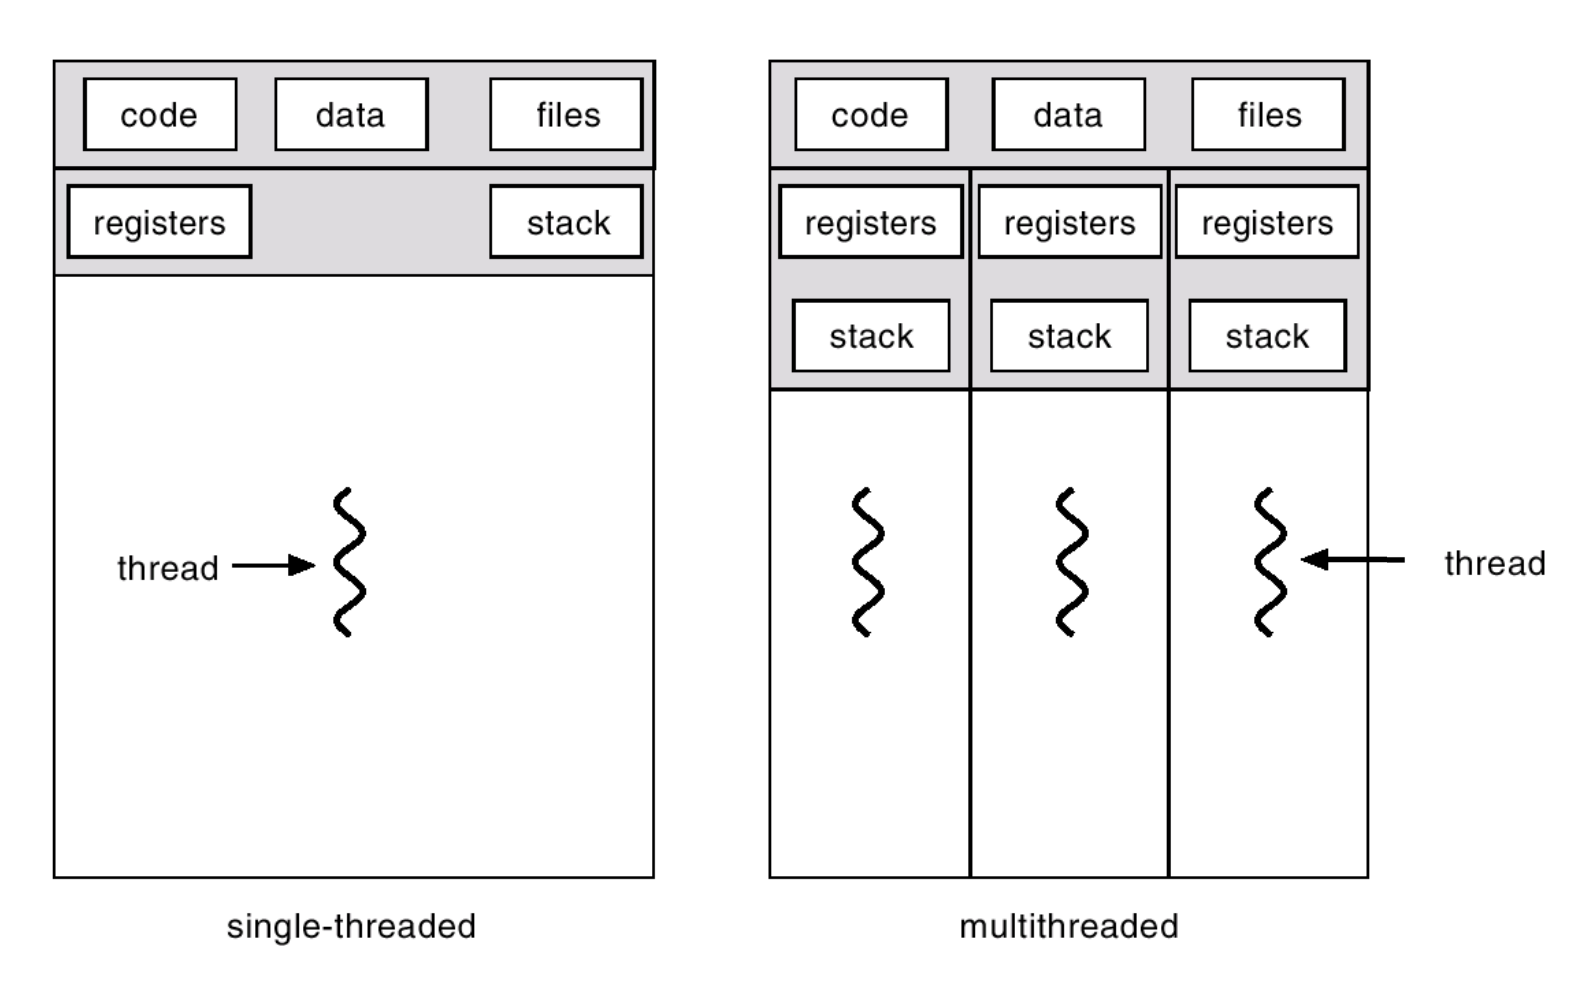 code data files
registers stack
thread
single-threaded
code data files
registers registers registers
stack stack stack
thread
multithreaded